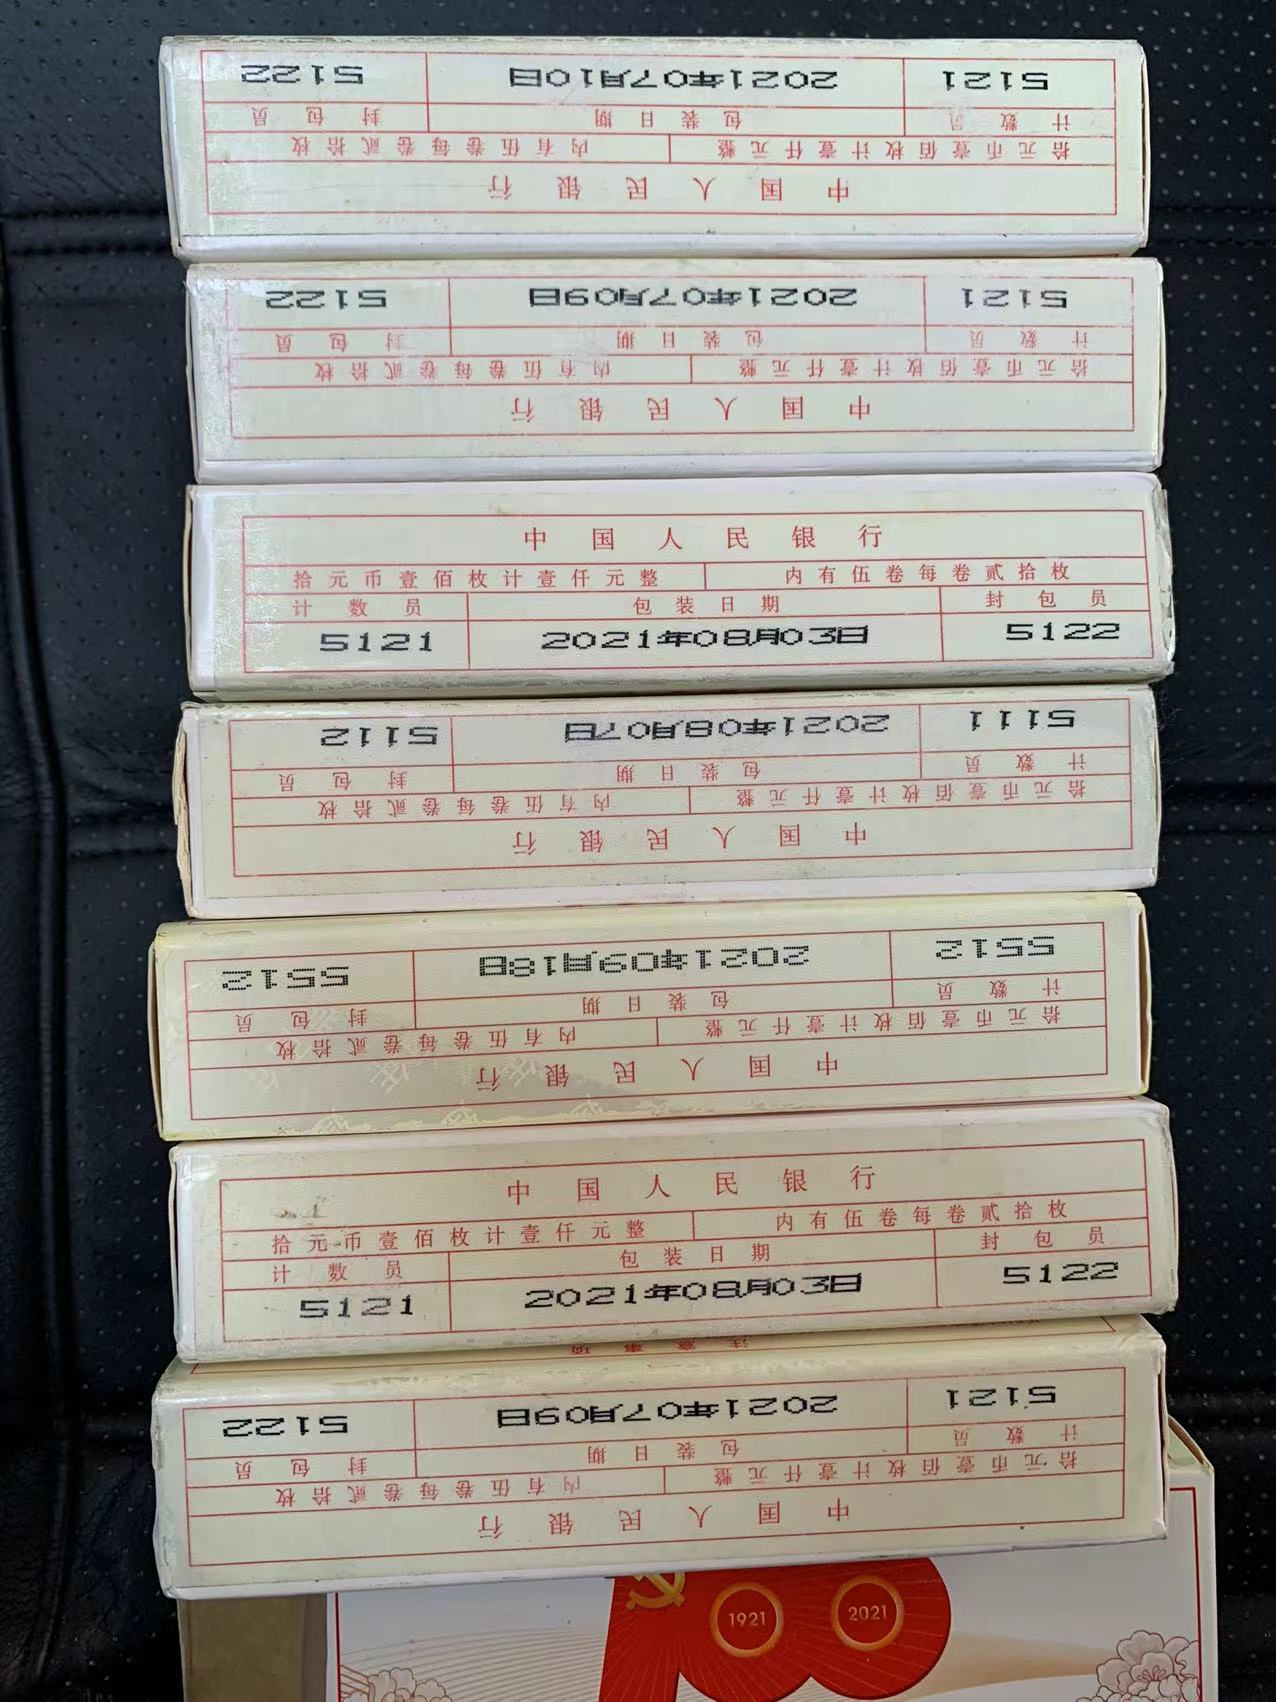 中国人民银行
拾元币壹佰枚计壹仟元整 内有伍卷每卷贰拾枚
计数员 包装日期 封包员
5121 2021年07月10日 5122
中国人民银行
拾元币壹佰枚计壹仟元整 内有伍卷每卷贰拾枚
计数员 包装日期 封包员
5121 2021年07月09日 5122
中国人民银行
拾元币壹佰枚计壹仟元整 内有伍卷每卷贰拾枚
计数员 包装日期 封包员
5121 2021年08月03日 5122
中国人民银行
拾元币壹佰枚计壹仟元整 内有伍卷每卷贰拾枚
计数员 包装日期 封包员
5111 2021年08月07日 5112
中国人民银行
拾元币壹佰枚计壹仟元整 内有伍卷每卷贰拾枚
计数员 包装日期 封包员
5512 2021年09月18日 5512
中国人民银行
拾元币壹佰枚计壹仟元整 内有伍卷每卷贰拾枚
计数员 包装日期 封包员
5121 2021年08月03日 5122
注意事项
中国人民银行
拾元币壹佰枚计壹仟元整 内有伍卷每卷贰拾枚
计数员 包装日期 封包员
5121 2021年07月09日 5122
1921 2021